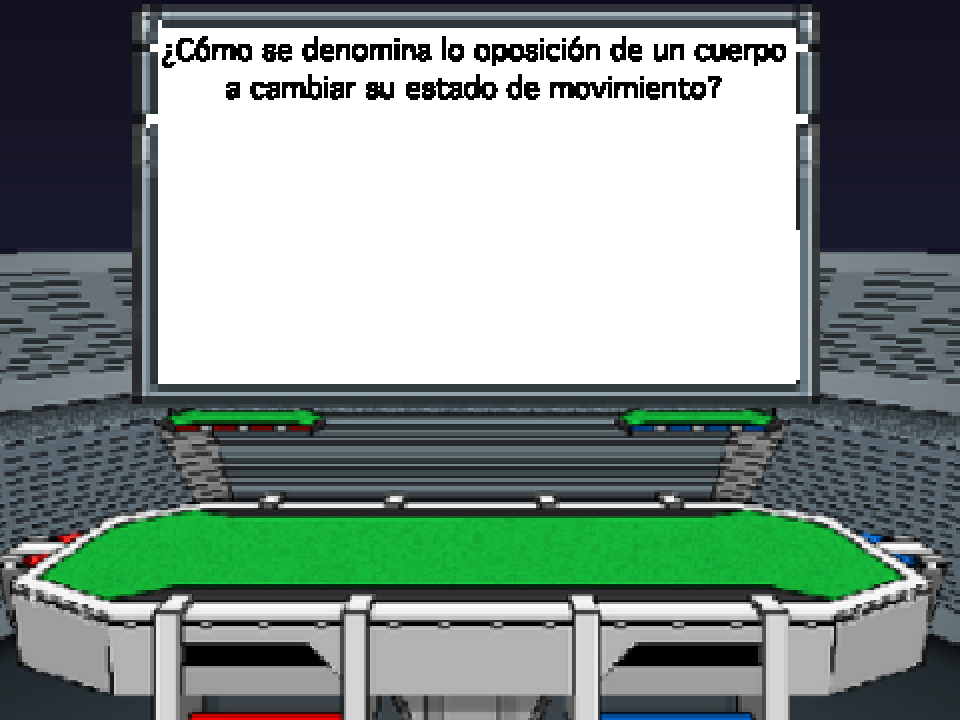 ¿Cómo se denomina lo oposición de un cuerpo
a cambiar su estado de movimiento?